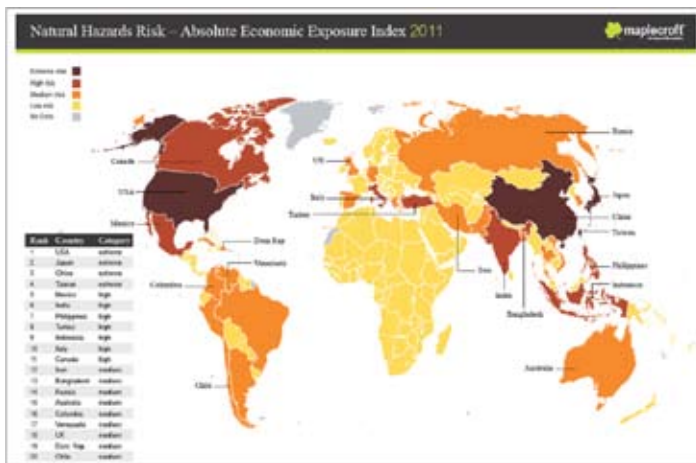 Natural Hazards Risk – Absolute Economic Exposure Index 2011
maplecroft
Extreme risk
High risk
Medium risk
Low risk
No Data
Canada
USA
Mexico
Dom Rep
Venezuela
Colombia
Chile
UK
Italy
Turkey
Russia
Japan
China
Taiwan
Philippines
Indonesia
Iran
India
Bangladesh
Australia
Rank Country Category
1 USA extreme
2 Japan extreme
3 China extreme
4 Taiwan extreme
5 Mexico high
6 India high
7 Philippines high
8 Turkey high
9 Indonesia high
10 Italy high
11 Canada high
12 Iran medium
13 Bangladesh medium
14 Russia medium
15 Australia medium
16 Colombia medium
17 Venezuela medium
18 UK medium
19 Dom. Rep medium
20 Chile medium